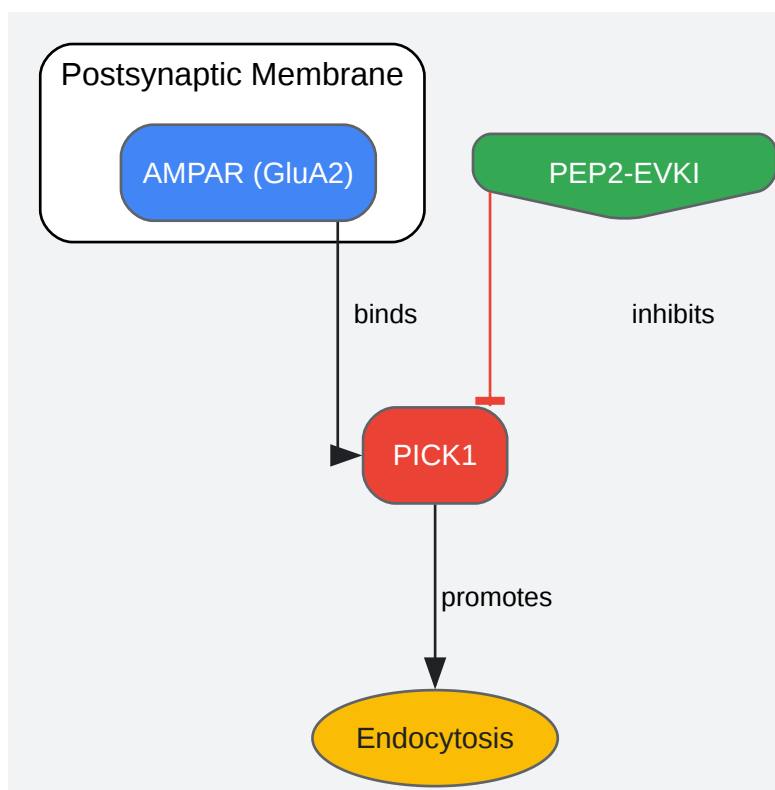 Postsynaptic Membrane
AMPAR (GluA2)
PEP2-EVKI
binds
inhibits
PICK1
promotes
Endocytosis